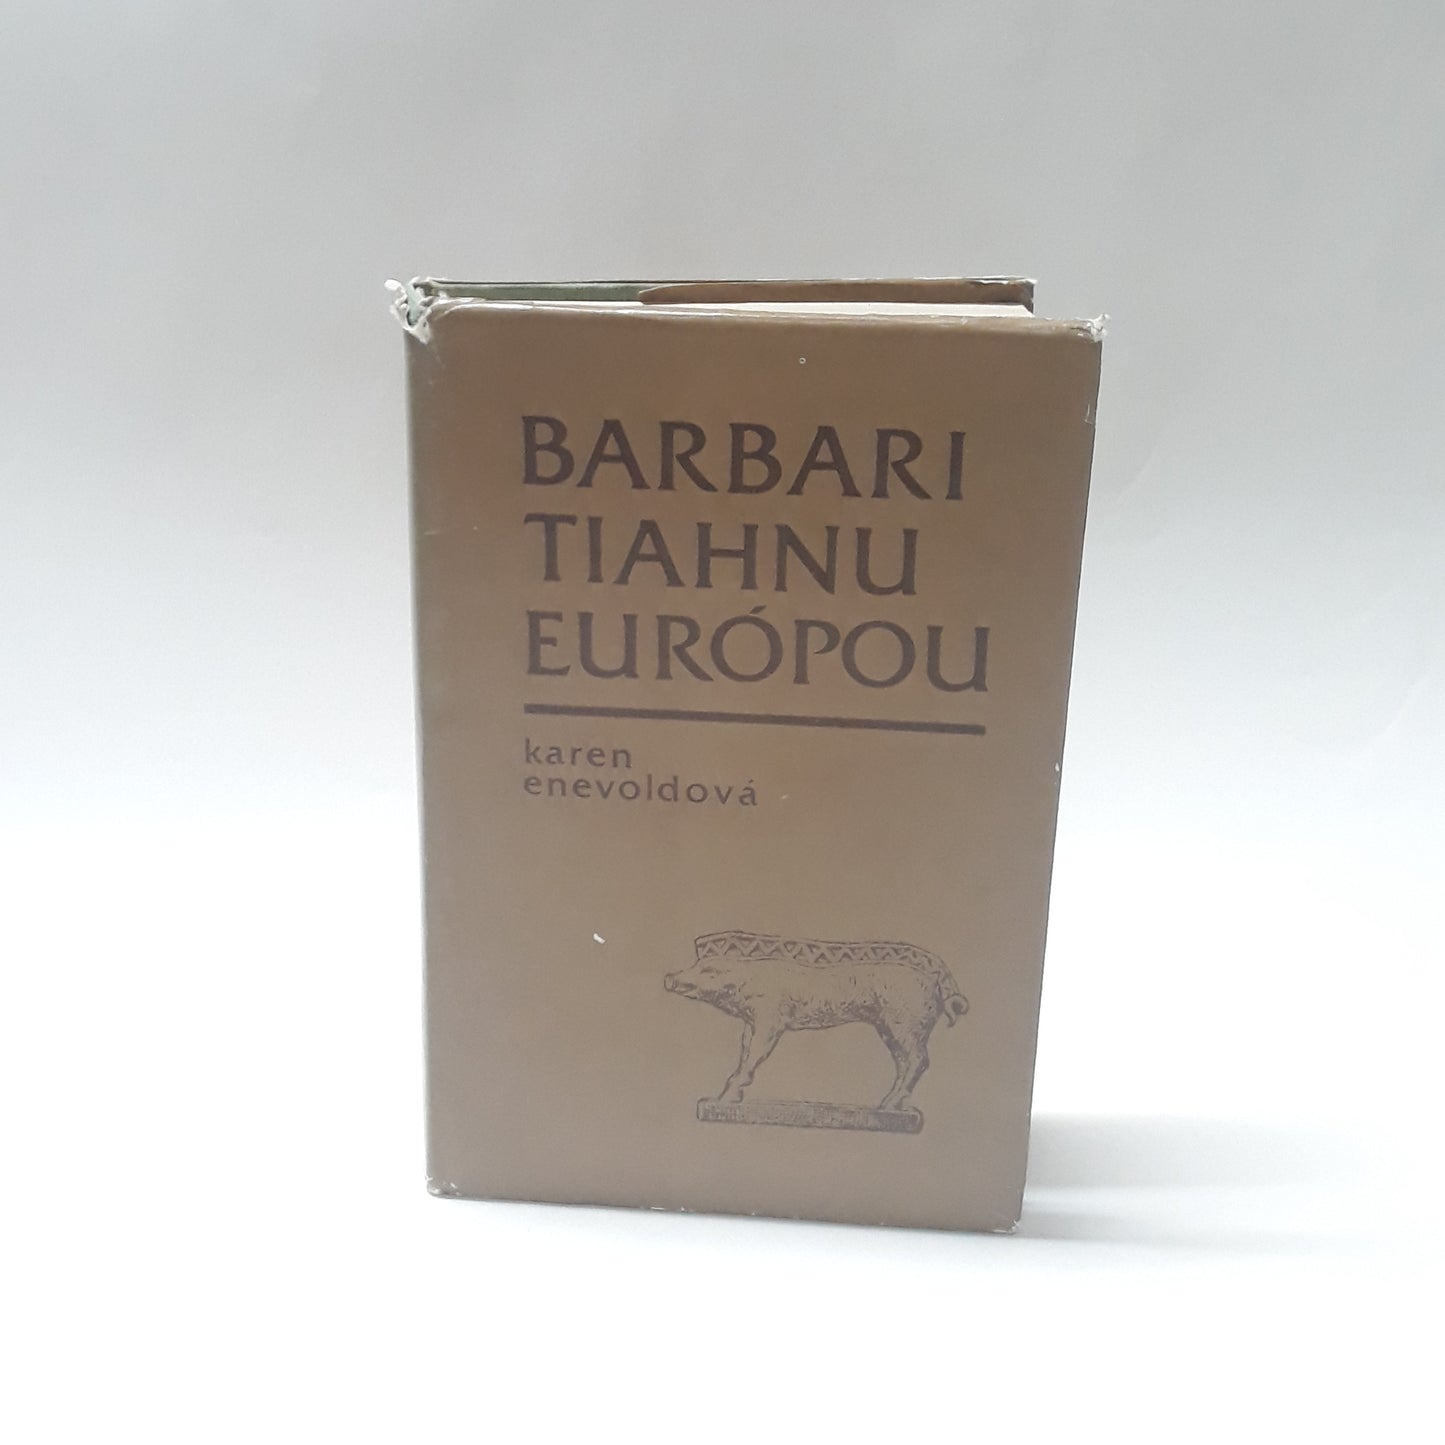 BARBARI
TIAHNU
EURÓPOU
karen
enevoldová